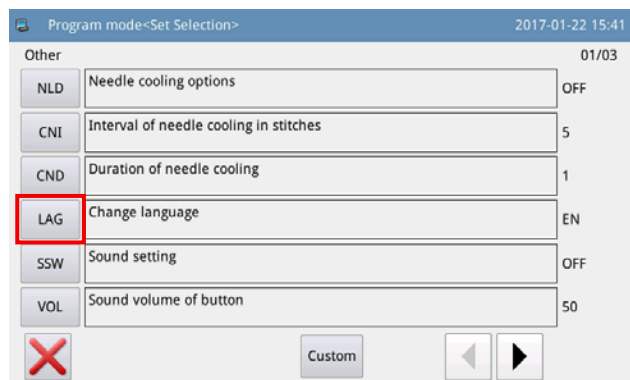 Program mode<Set Selection> 2017-01-22 15:41
Other 01/03
NLD Needle cooling options OFF
CNI Interval of needle cooling in stitches 5
CND Duration of needle cooling 1
LAG Change language EN
SSW Sound setting OFF
VOL Sound volume of button 50
Custom